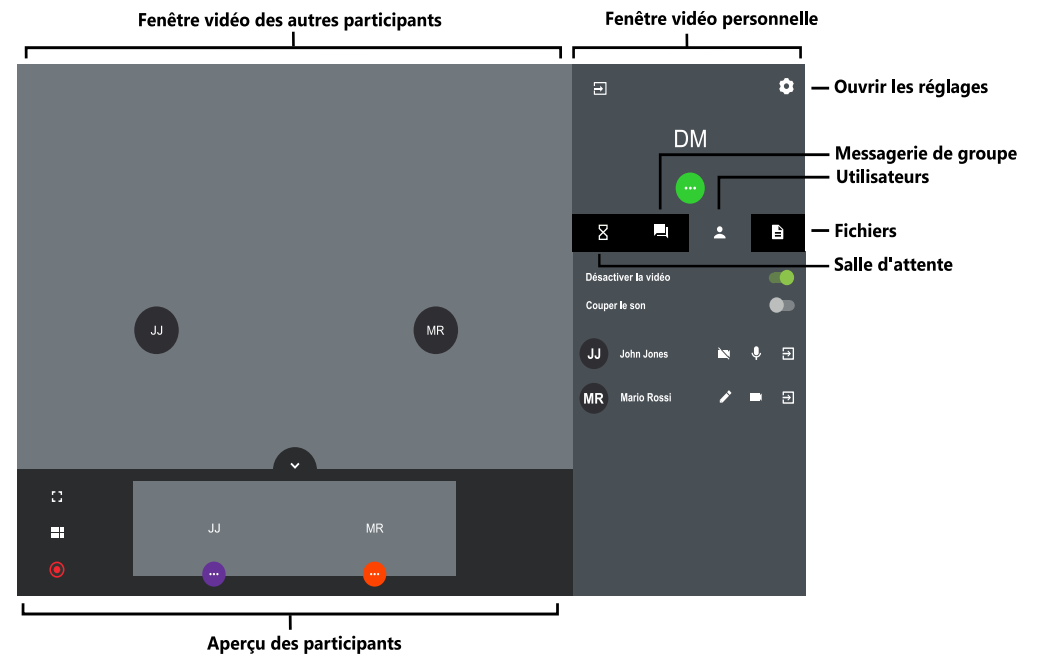 Fenêtre vidéo des autres participants
Fenêtre vidéo personnelle
Ouvrir les réglages
DM
Messagerie de groupe
Utilisateurs
Fichiers
Salle d'attente
Désactiver la vidéo
Couper le son
JJ
MR
JJ John Jones
MR Mario Rossi
JJ
MR
Aperçu des participants